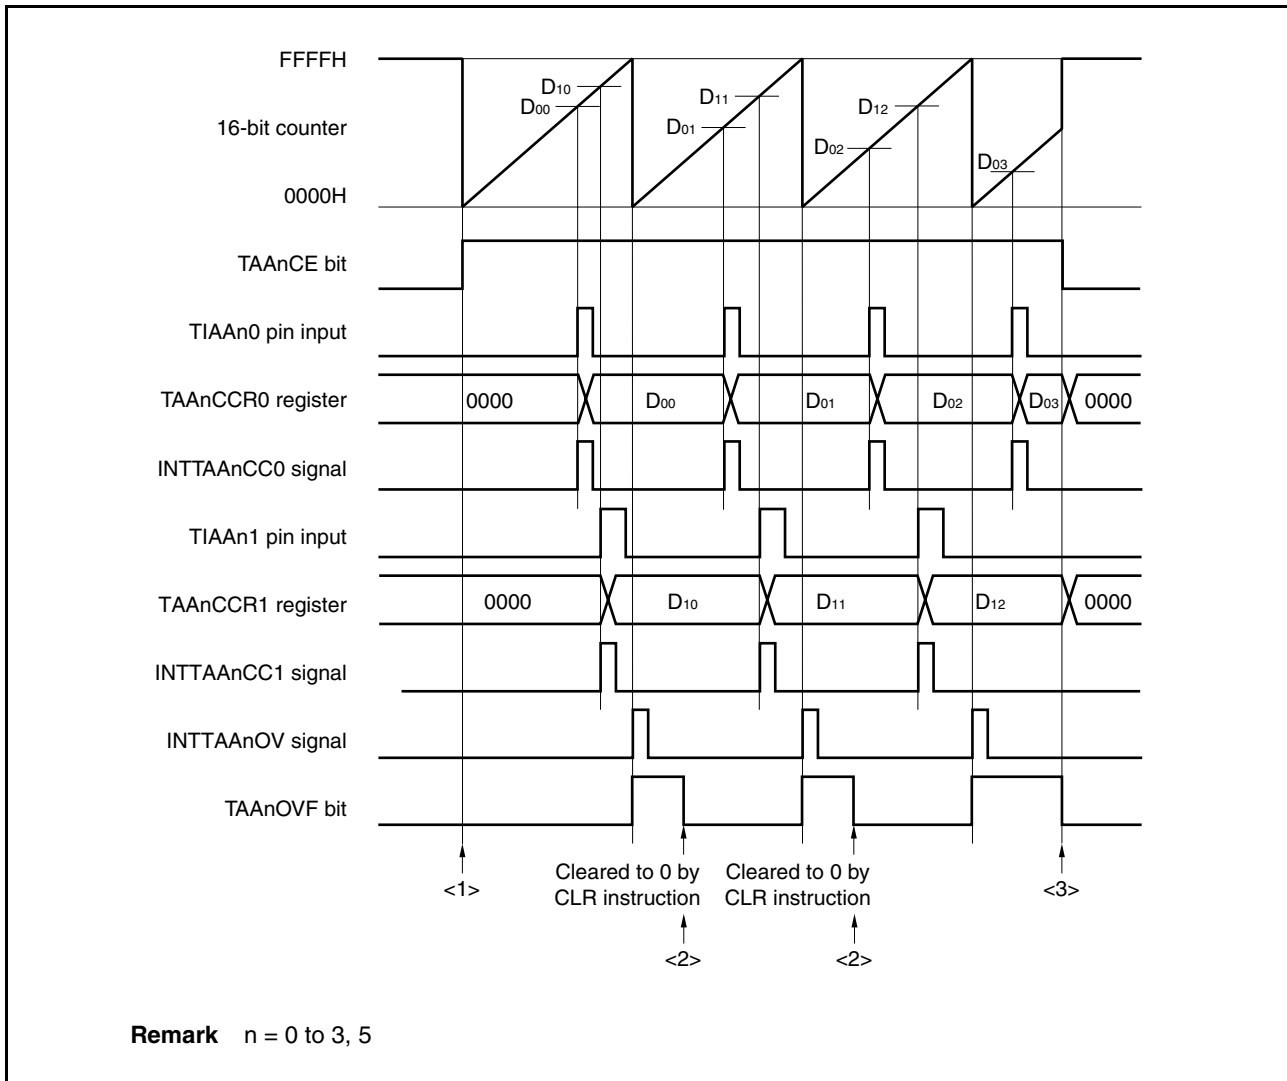 FFFFH
D10
D00
D11
D01
D12
D02
D03
16-bit counter
0000H
TAAnCE bit
TIAAn0 pin input
TAAnCCR0 register
0000 D00 D01 D02 D03 0000
INTTAAnCC0 signal
TIAAn1 pin input
TAAnCCR1 register
0000 D10 D11 D12 0000
INTTAAnCC1 signal
INTTAAnOV signal
TAAnOVF bit
<1>
Cleared to 0 by
CLR instruction
<2>
Cleared to 0 by
CLR instruction
<2>
<3>
Remark n = 0 to 3, 5